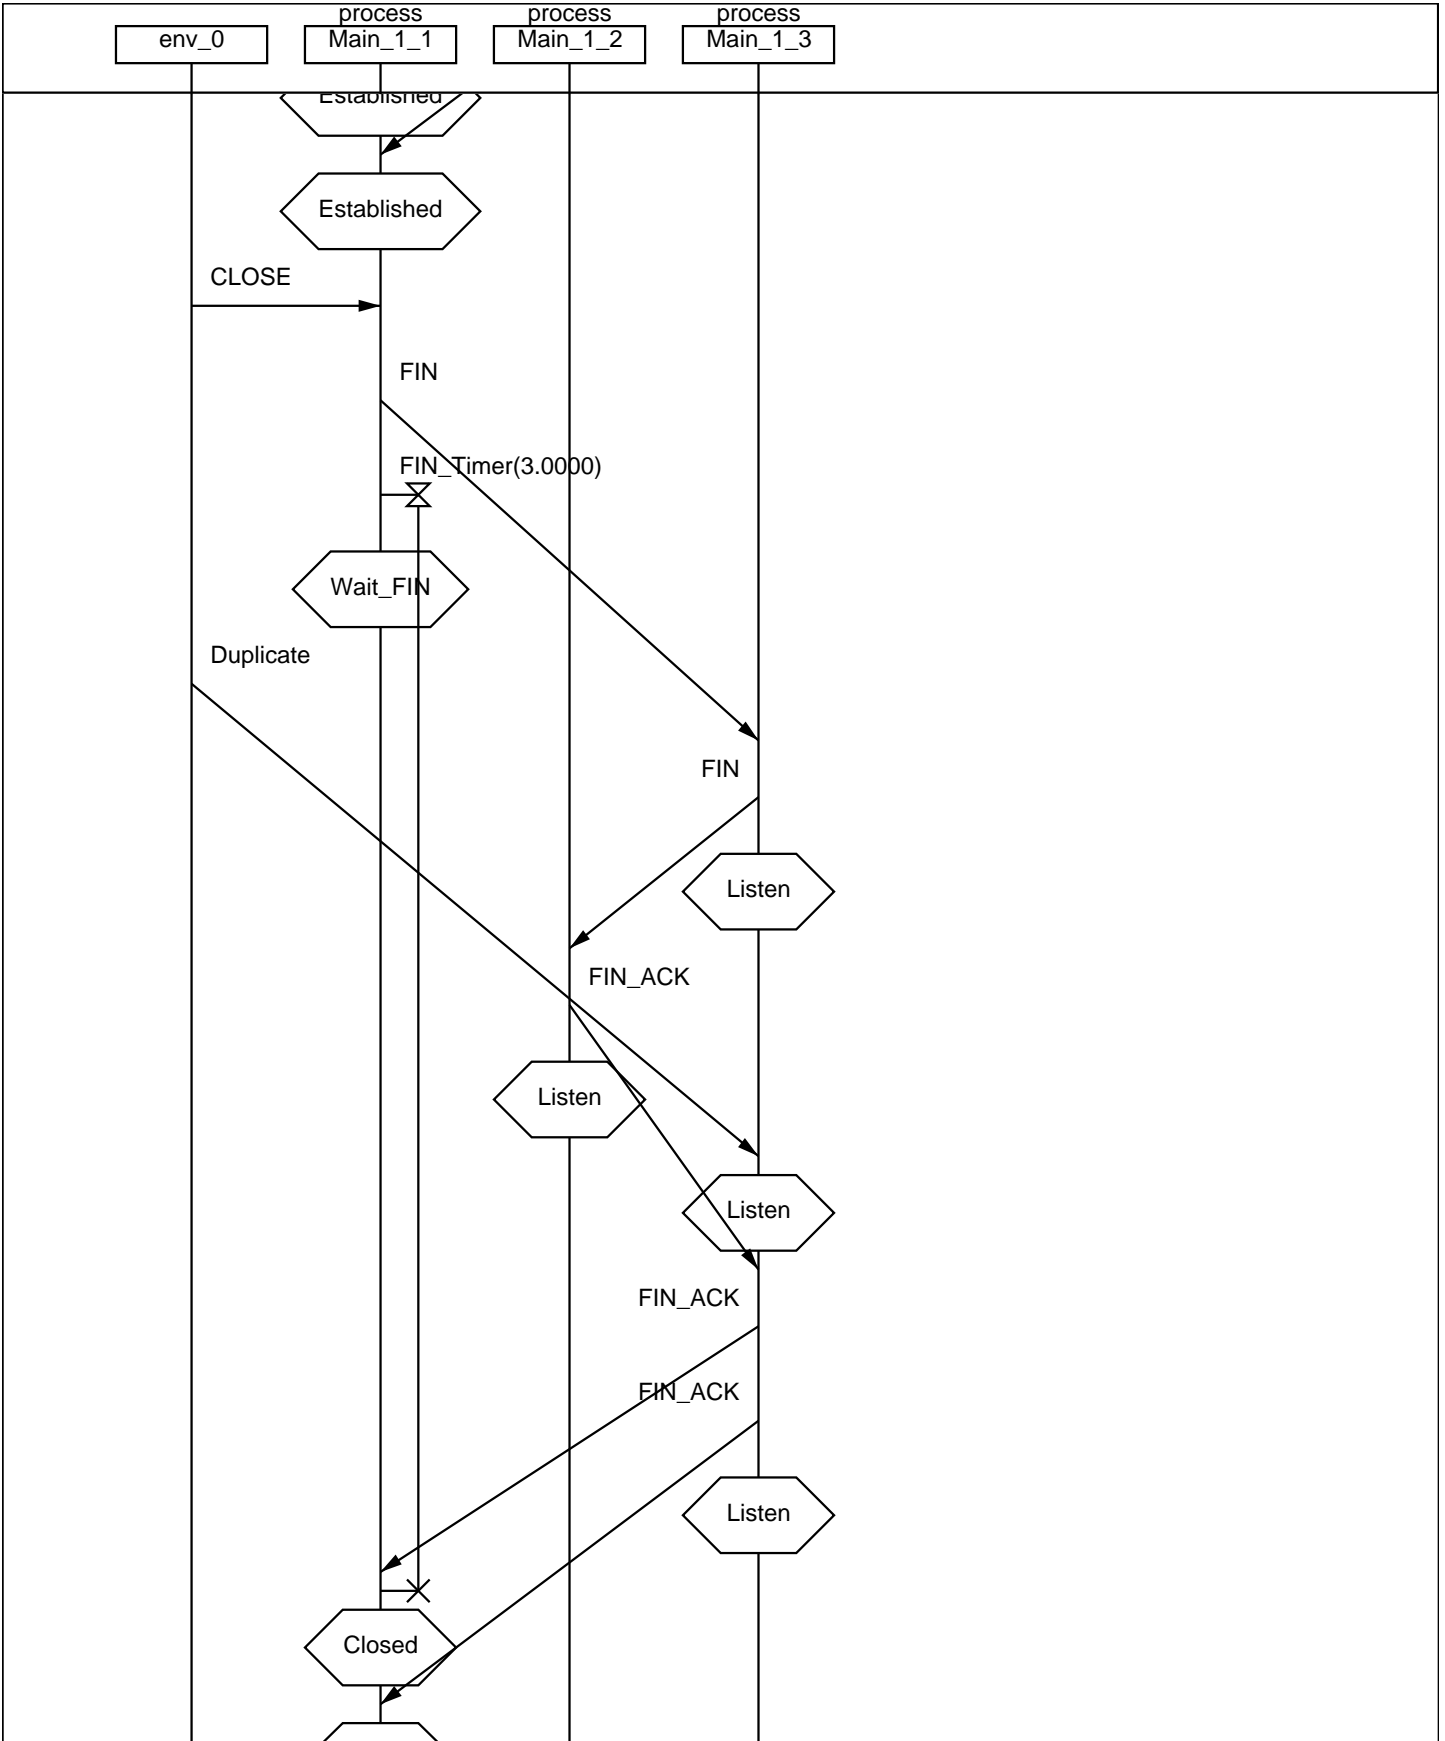 process process process
env_0 Main_1_1 Main_1_2 Main_1_3
Established
Established
CLOSE
FIN
FIN_Timer(3.0000)
Wait_FIN
Duplicate
FIN
Listen
FIN_ACK
Listen
Listen
FIN_ACK
FIN_ACK
Listen
Closed